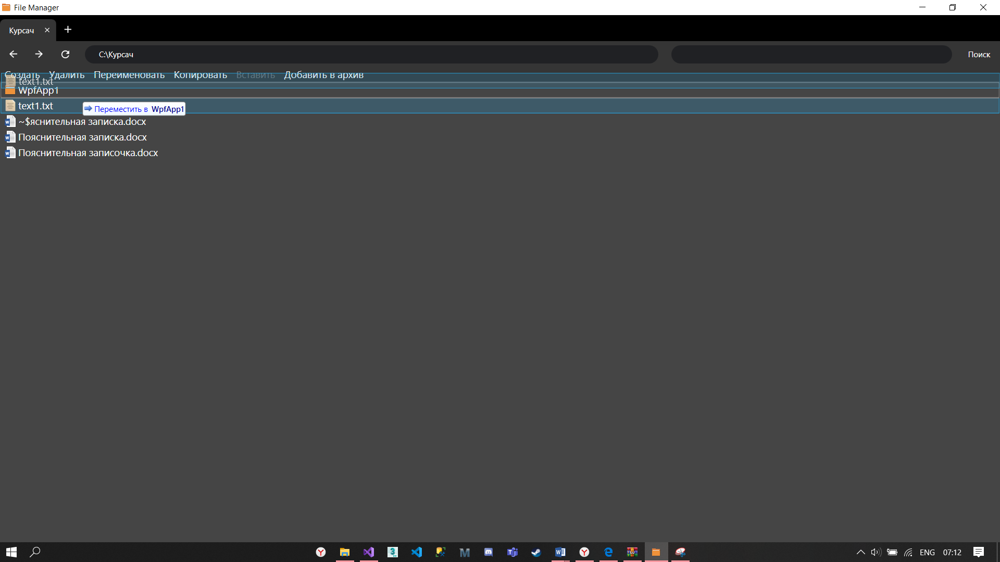 File Manager
Курсач
C:\Курсач
Поиск
Создать Удалить Переименовать Копировать Вставить Добавить в архив
text1.txt
WpfApp1
text1.txt
Переместить в WpfApp1
~$яснительная записка.docx
Пояснительная записка.docx
Пояснительная записочка.docx
ENG 07:12